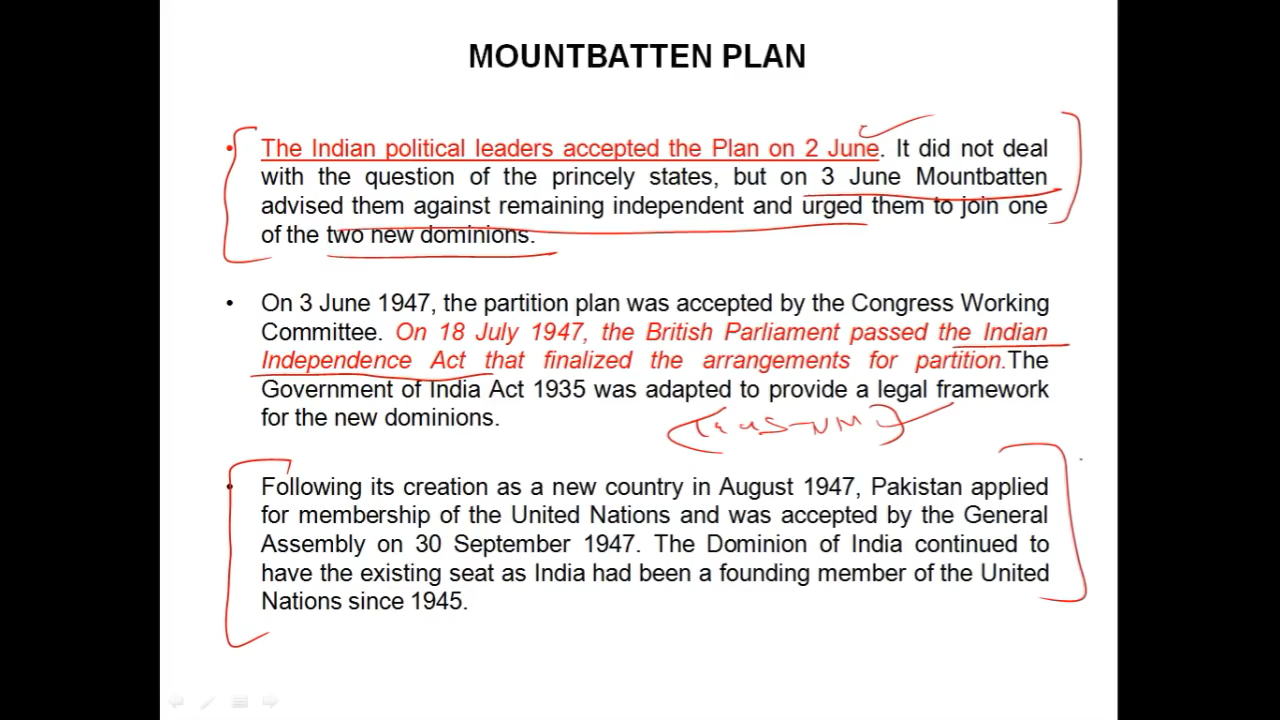 MOUNTBATTEN PLAN
• The Indian political leaders accepted the Plan on 2 June. It did not deal
with the question of the princely states, but on 3 June Mountbatten
advised them against remaining independent and urged them to join one
of the two new dominions.
• On 3 June 1947, the partition plan was accepted by the Congress Working
Committee. On 18 July 1947, the British Parliament passed the Indian
Independence Act that finalized the arrangements for partition.The
Government of India Act 1935 was adapted to provide a legal framework
for the new dominions.
• Following its creation as a new country in August 1947, Pakistan applied
for membership of the United Nations and was accepted by the General
Assembly on 30 September 1947. The Dominion of India continued to
have the existing seat as India had been a founding member of the United
Nations since 1945.